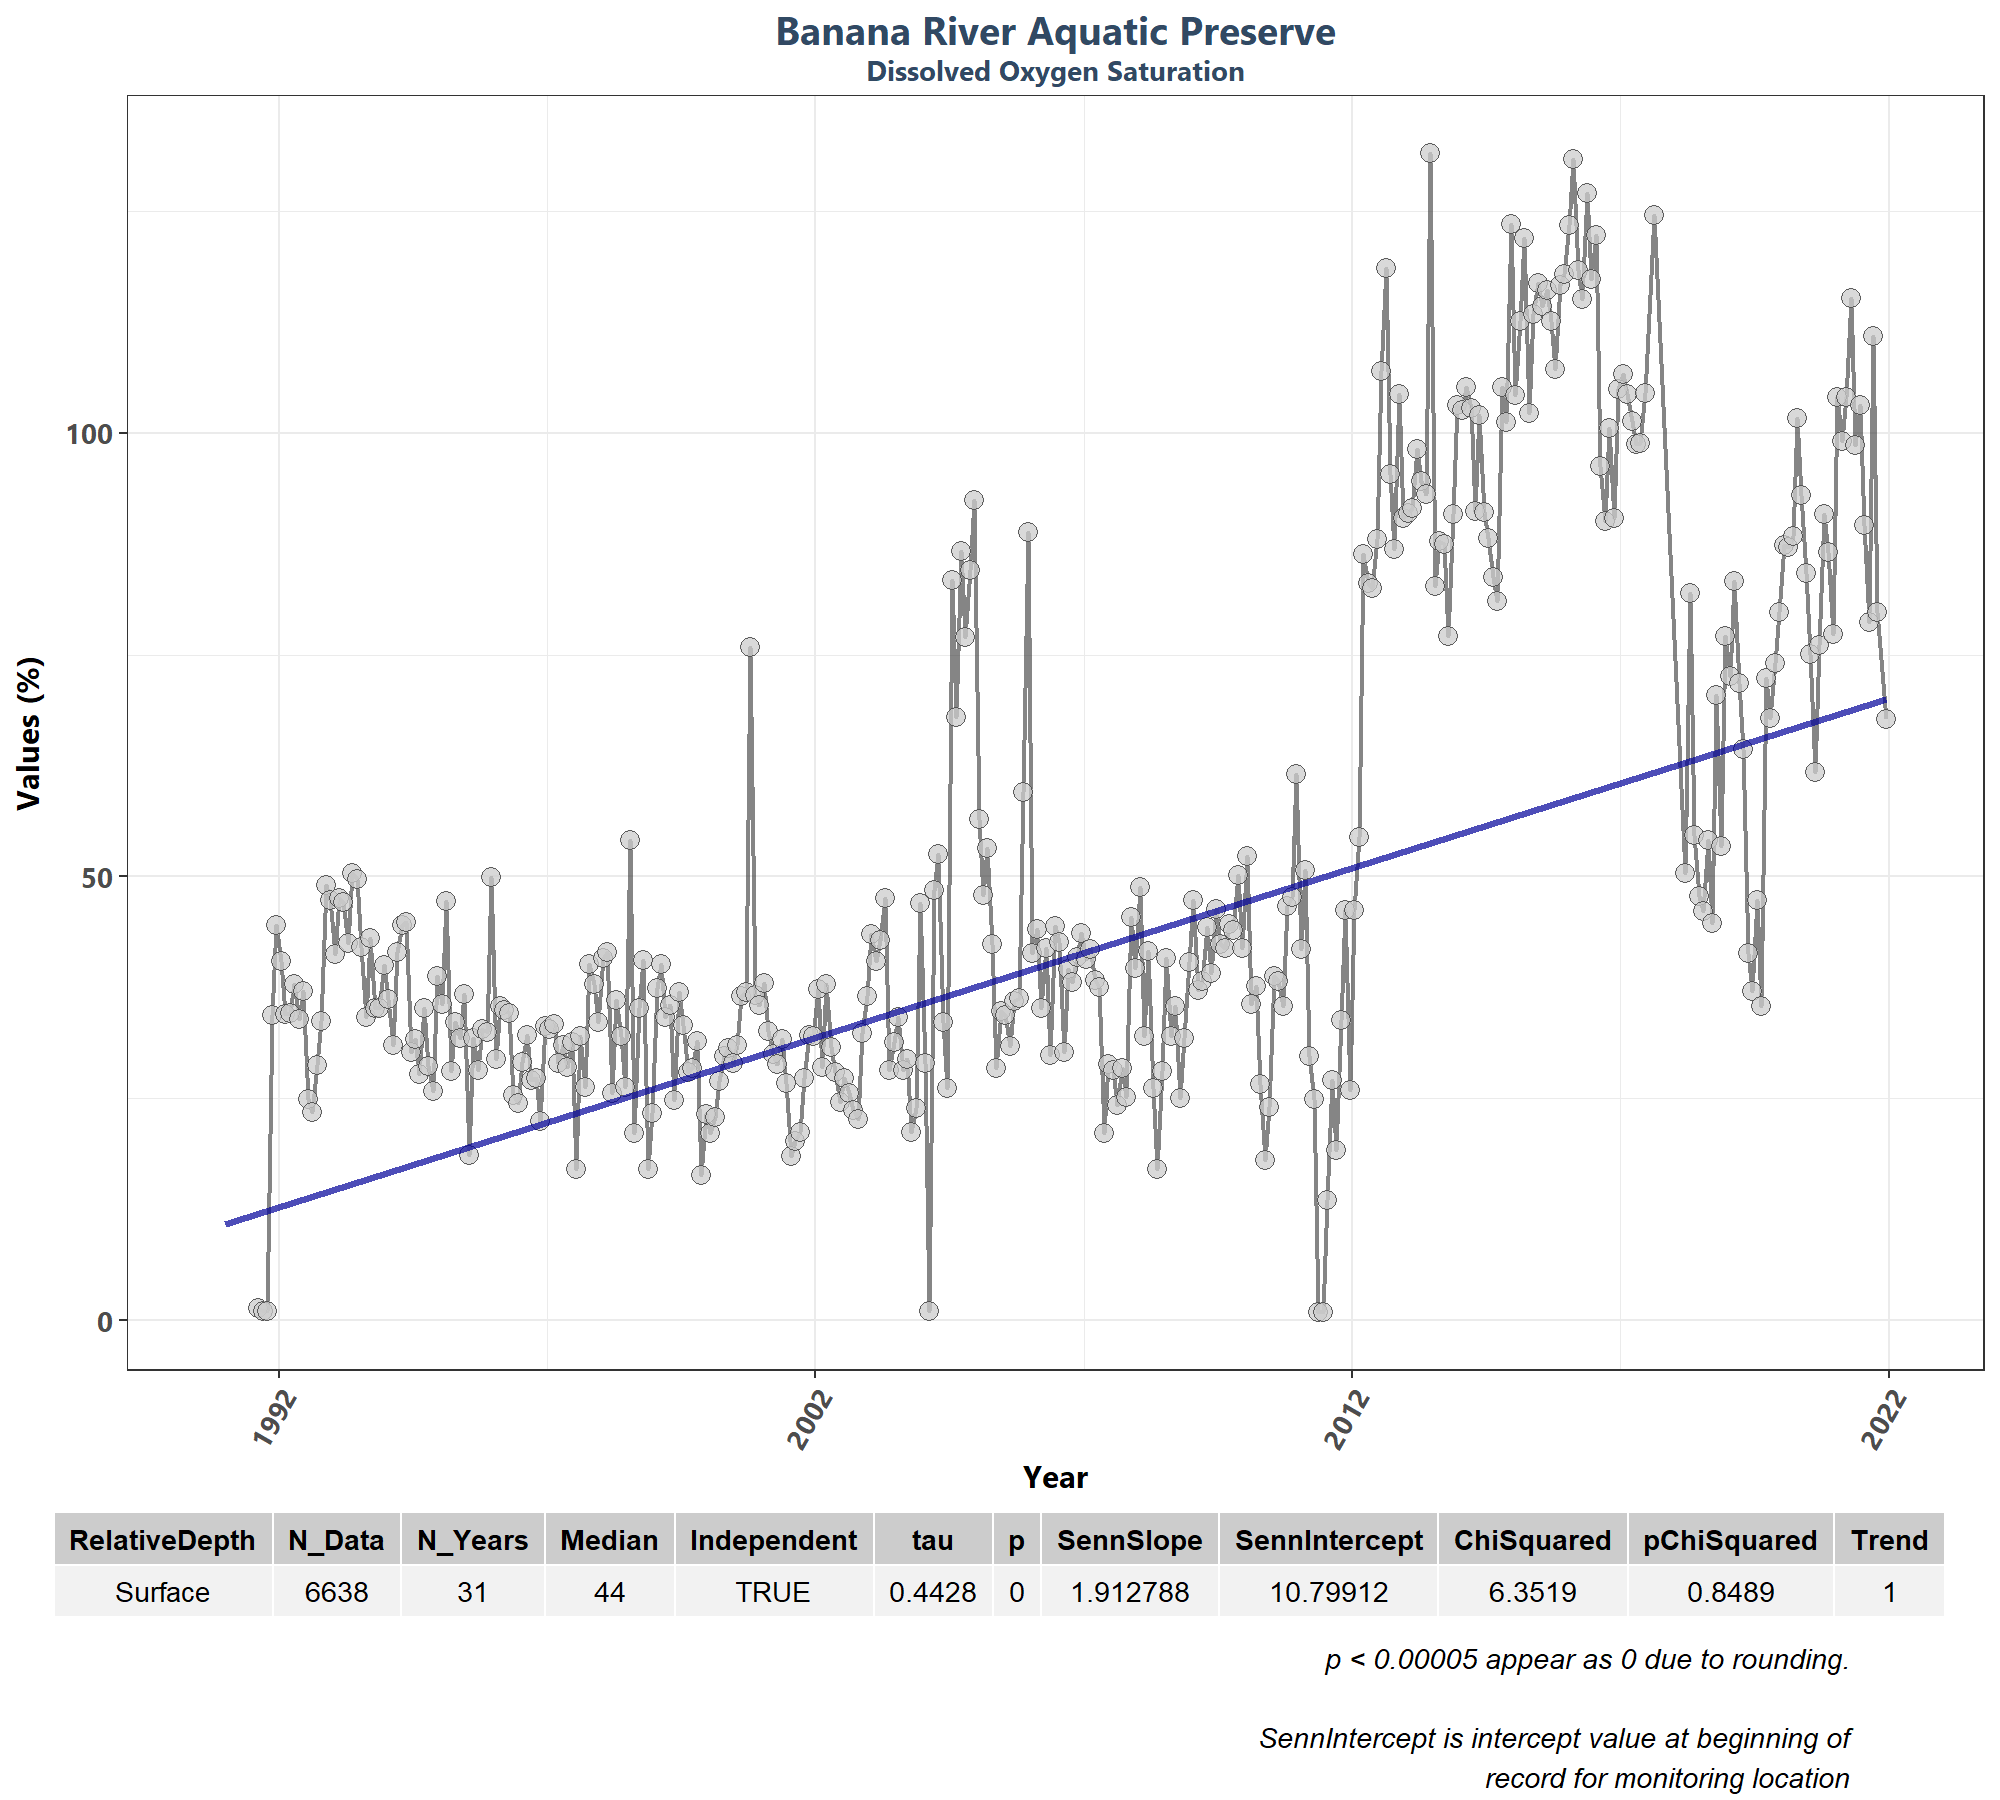 Banana River Aquatic Preserve
Dissolved Oxygen Saturation
Values (%)
100
50
0
1992
2002
2012
2022
Year
RelativeDepth N_Data N_Years Median Independent tau p SennSlope SennIntercept ChiSquared pChiSquared Trend
Surface 6638 31 44 TRUE 0.4428 0 1.912788 10.79912 6.3519 0.8489 1
p < 0.00005 appear as 0 due to rounding.
SennIntercept is intercept value at beginning of
record for monitoring location